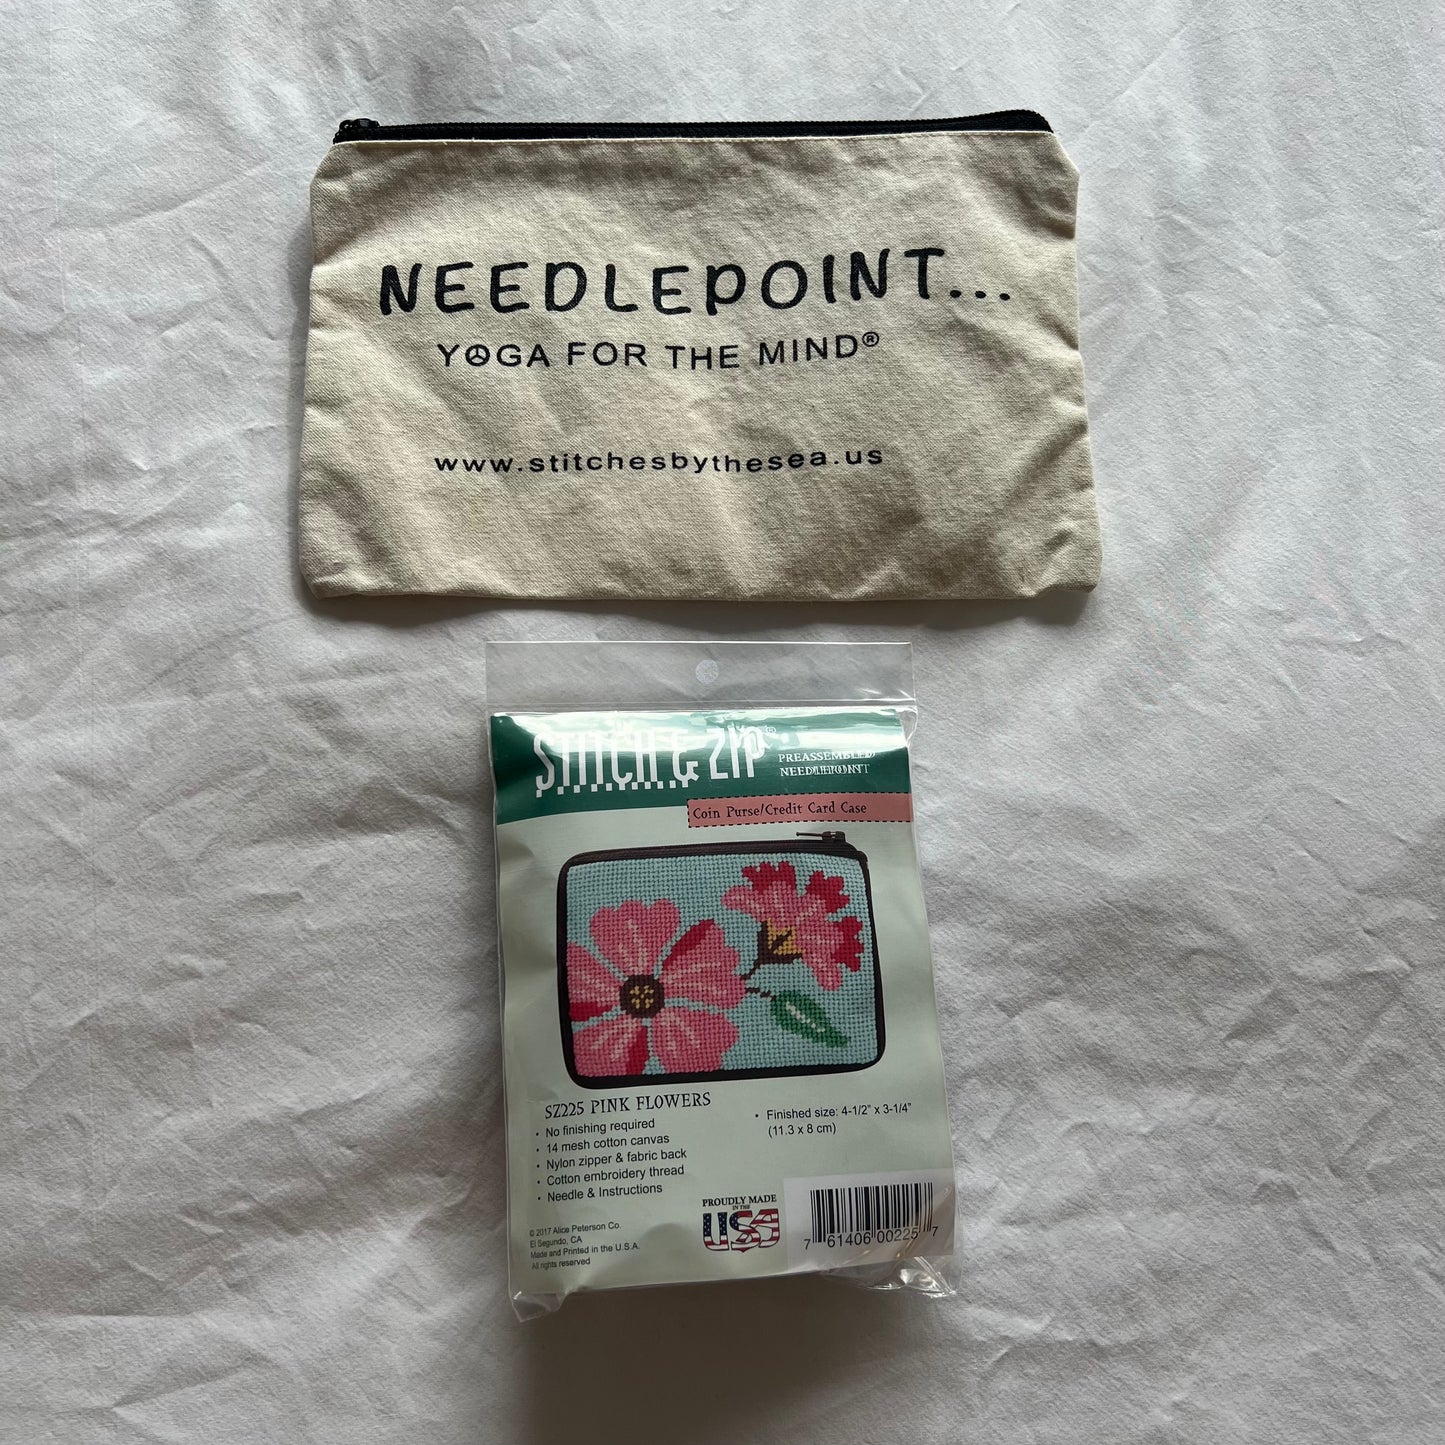 NEEDLEPOINT...
YOGA FOR THE MIND®
www.stitchesbythesea.us
STITCH & ZIP®
PREASSEMBLED
NEEDLEPOINT
Coin Purse/Credit Card Case
SZ225 PINK FLOWERS
• No finishing required
• 14 mesh cotton canvas
• Nylon zipper & fabric back
• Cotton embroidery thread
• Needle & Instructions
• Finished size: 4-1/2" x 3-1/4"
(11.3 x 8 cm)
© 2017 Alice Peterson Co.
El Segundo, CA
Made and Printed in the U.S.A.
All rights reserved
PROUDLY MADE
IN THE
USA
7 61406 00225 7